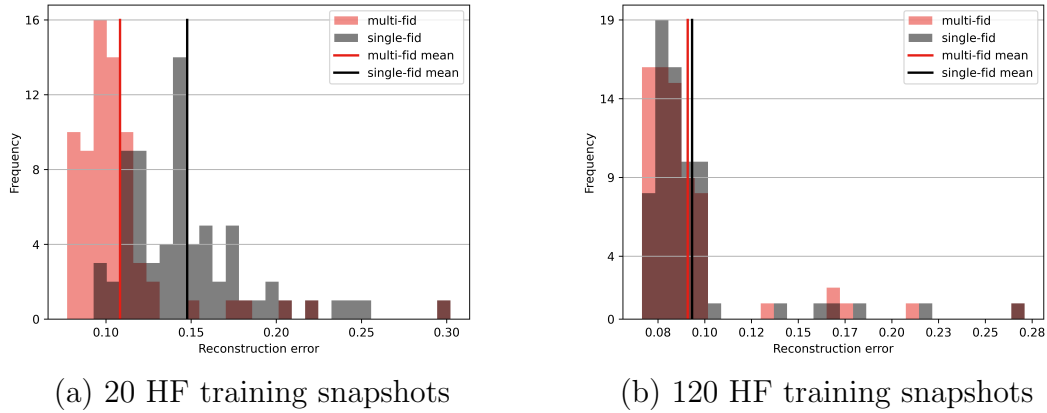 16
12
8
4
0
Frequency
0.10 0.15 0.20 0.25 0.30
Reconstruction error
multi-fid
single-fid
multi-fid mean
single-fid mean
(a) 20 HF training snapshots
19
14
9
4
0
Frequency
0.08 0.10 0.12 0.15 0.17 0.20 0.23 0.25 0.28
Reconstruction error
multi-fid
single-fid
multi-fid mean
single-fid mean
(b) 120 HF training snapshots